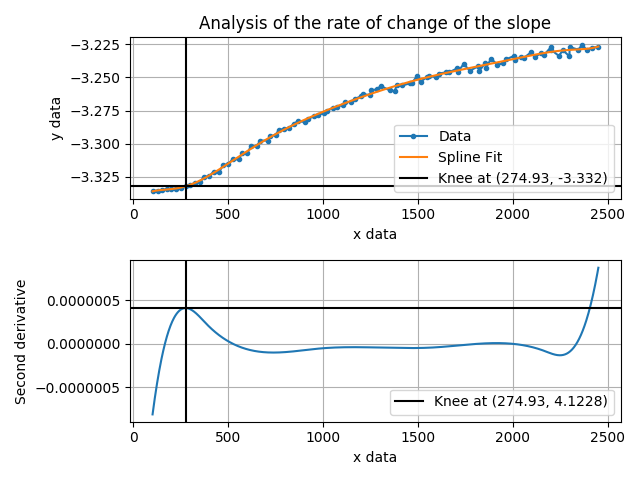 Analysis of the rate of change of the slope
−3.225
−3.250
−3.275
−3.300
−3.325
y data
Data
Spline Fit
Knee at (274.93, -3.332)
0 500 1000 1500 2000 2500
x data
0.0000005
0.0000000
−0.0000005
Second derivative
Knee at (274.93, 4.1228)
0 500 1000 1500 2000 2500
x data